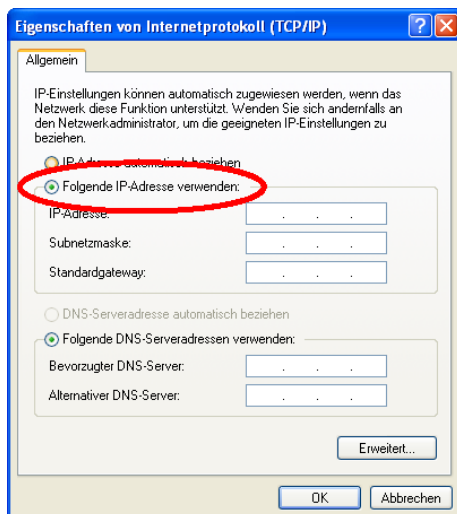 Eigenschaften von Internetprotokoll (TCP/IP)
Allgemein
IP-Einstellungen können automatisch zugewiesen werden, wenn das
Netzwerk diese Funktion unterstützt. Wenden Sie sich andernfalls an
den Netzwerkadministrator, um die geeigneten IP-Einstellungen zu
beziehen.
IP-Adresse automatisch beziehen
Folgende IP-Adresse verwenden:
IP-Adresse:
Subnetzmaske:
Standardgateway:
DNS-Serveradresse automatisch beziehen
Folgende DNS-Serveradressen verwenden:
Bevorzugter DNS-Server:
Alternativer DNS-Server:
Erweitert...
OK
Abbrechen